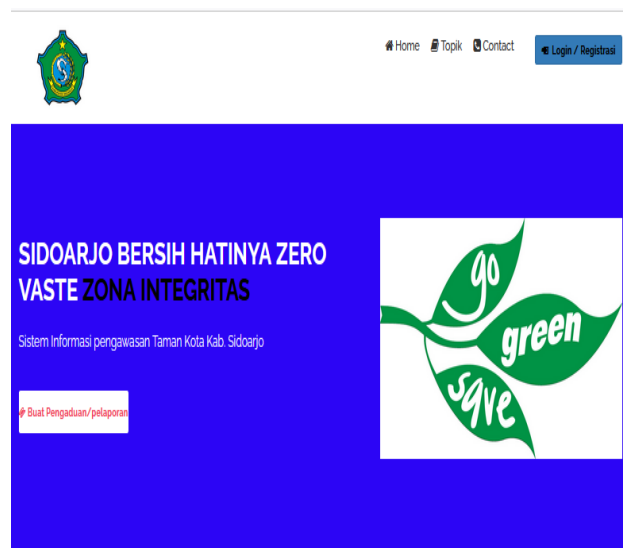 Home Topik Contact Login / Registrasi
SIDOARJO BERSIH HATINYA ZERO
VASTE ZONA INTEGRITAS
Sistem Informasi pengawasan Taman Kota Kab. Sidoarjo
Buat Pengaduan/pelaporan
go
green
save